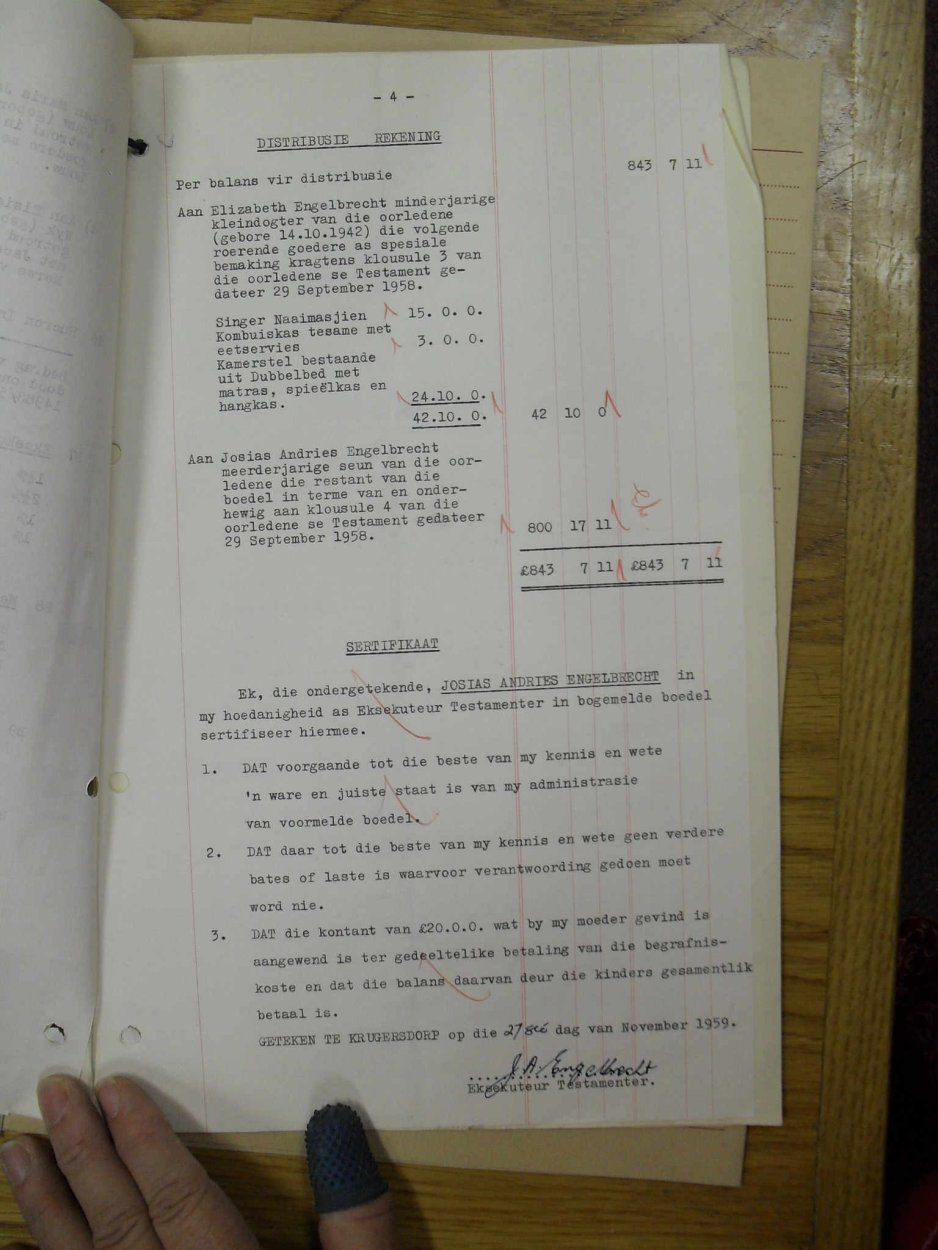 - 4 -
DISTRIBUSIE REKENING
Per balans vir distribusie 843 7 11
Aan Elizabeth Engelbrecht minderjarige
kleindogter van die oorledene
(gebore 14.10.1942) die volgende
roerende goedere as spesiale
bemaking kragtens klousule 3 van
die oorledene se Testament ge-
dateer 29 September 1958.
Singer Naaimasjien 15. 0. 0.
Kombuiskas tesame met
eetservies 3. 0. 0.
Kamerstel bestaande
uit Dubbelbed met
matras, spieëlkas en
hangkas. 24.10. 0.
42.10. 0. 42 10 0
Aan Josias Andries Engelbrecht
meerderjarige seun van die oor-
ledene die restant van die
boedel in terme van en onder-
hewig aan klousule 4 van die
oorledene se Testament gedateer
29 September 1958. 800 17 11
£843 7 11 £843 7 11
SERTIFIKAAT
Ek, die ondergetekende, JOSIAS ANDRIES ENGELBRECHT in
my hoedanigheid as Eksekuteur Testamenter in bogemelde boedel
sertifiseer hiermee.
1. DAT voorgaande tot die beste van my kennis en wete
'n ware en juiste staat is van my administrasie
van voormelde boedel.
2. DAT daar tot die beste van my kennis en wete geen verdere
bates of laste is waarvoor verantwoording gedoen moet
word nie.
3. DAT die kontant van £20.0.0. wat by my moeder gevind is
aangewend is ter gedeeltelike betaling van die begrafnis-
koste en dat die balans daarvan deur die kinders gesamentlik
betaal is.
GETEKEN TE KRUGERSDORP op die 27ste dag van November 1959.
J.A. Engelbrecht
Eksekuteur Testamenter.